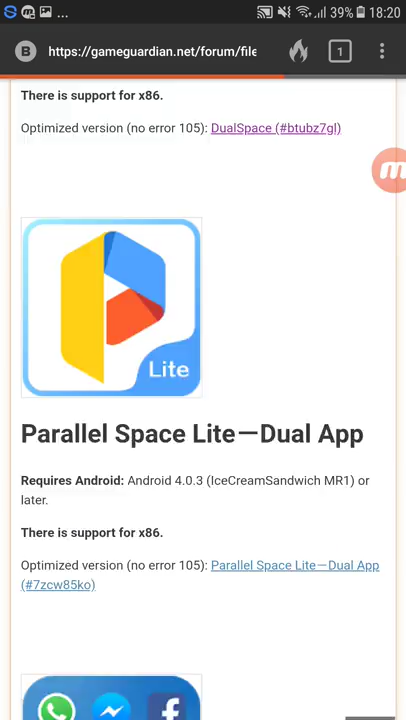 ... 39% 18:20
B https://gameguardian.net/forum/file 1
There is support for x86.
Optimized version (no error 105): DualSpace (#btubz7gl)
Lite
Parallel Space Lite—Dual App
Requires Android: Android 4.0.3 (IceCreamSandwich MR1) or
later.
There is support for x86.
Optimized version (no error 105): Parallel Space Lite—Dual App
(#7zcw85ko)